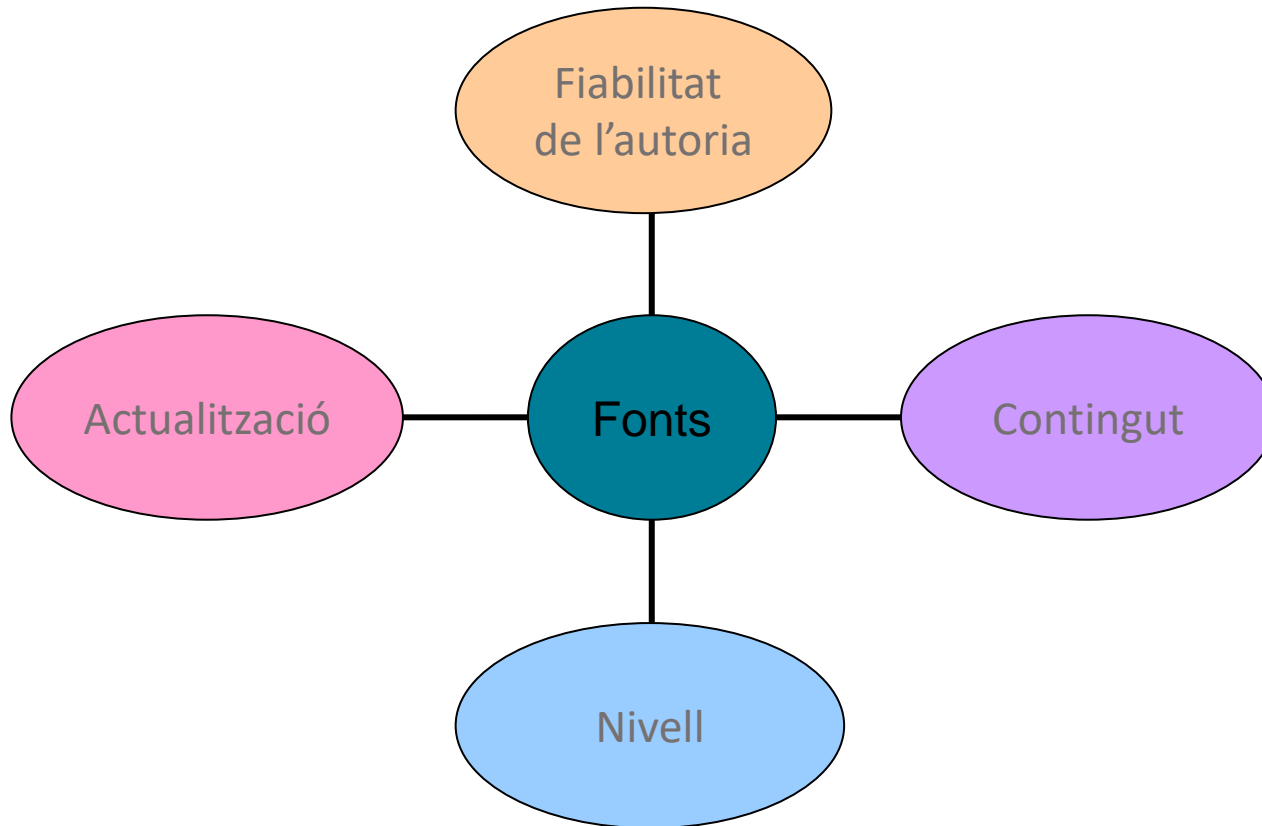 Fiabilitat
de l’autoria
Actualització
Fonts
Contingut
Nivell